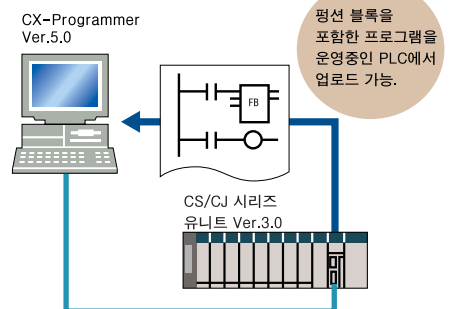 CX-Programmer
Ver.5.0
펑션 블록을
포함한 프로그램을
운영중인 PLC에서
업로드 가능.
FB
CS/CJ 시리즈
유니트 Ver.3.0